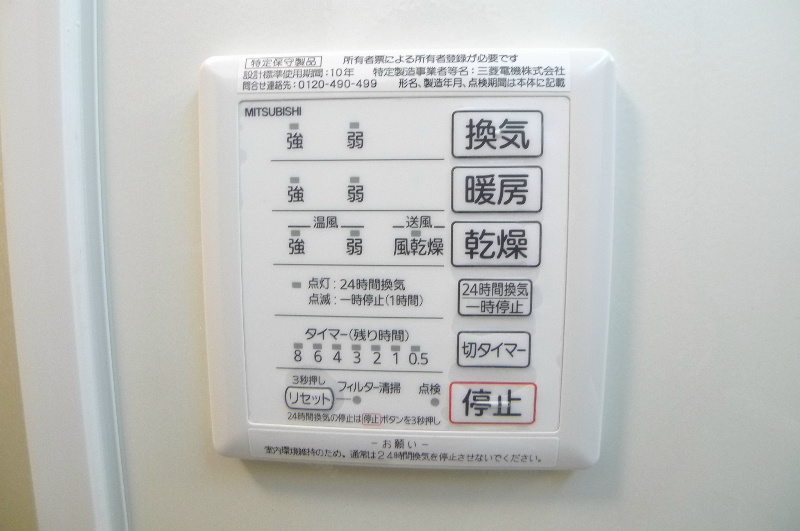 特定保守製品 所有者票による所有者登録が必要です
設計標準使用期間:10年 特定製造事業者等名:三菱電機株式会社
問合せ連絡先:0120-490-499 形名、製造年月、点検期間は本体に記載
MITSUBISHI
強 弱 換気
強 弱 暖房
温風 送風
強 弱 風乾燥 乾燥
点灯:24時間換気
点滅:一時停止(1時間)
24時間換気
一時停止
タイマー(残り時間)
8 6 4 3 2 1 0.5
切タイマー
3秒押し
リセット フィルター清掃 点検
停止
24時間換気の停止は停止ボタンを3秒押し
-お願い-
室内環境維持のため、通常は24時間換気を停止させないでください。